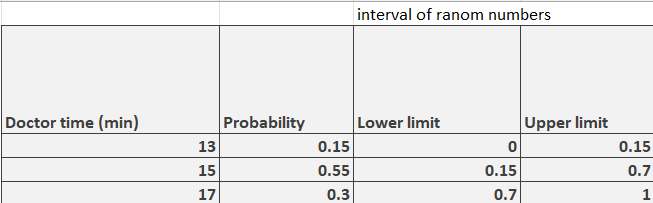 interval of ranom numbers
Doctor time (min) Probability Lower limit Upper limit
13 0.15 0 0.15
15 0.55 0.15 0.7
17 0.3 0.7 1